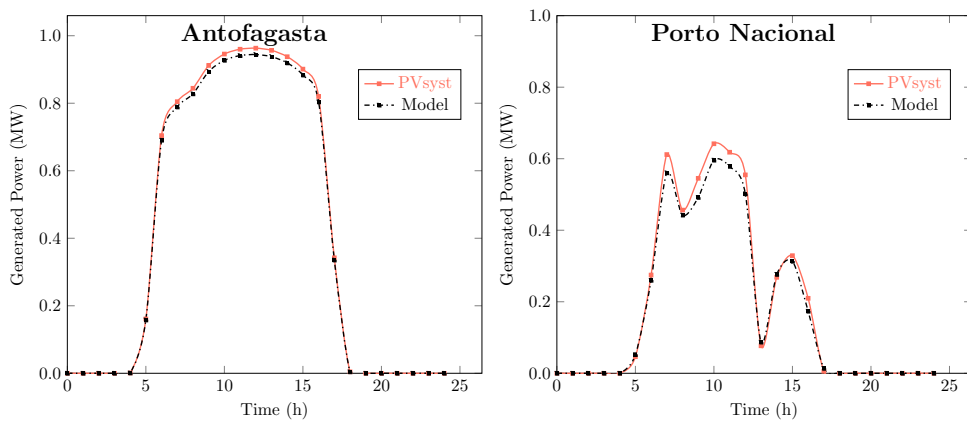 Antofagasta
1.0
0.8
0.6
0.4
0.2
0.0
Generated Power (MW)
PVsyst
Model
0
5
10
15
20
25
Time (h)
Porto Nacional
1.0
0.8
0.6
0.4
0.2
0.0
Generated Power (MW)
PVsyst
Model
0
5
10
15
20
25
Time (h)